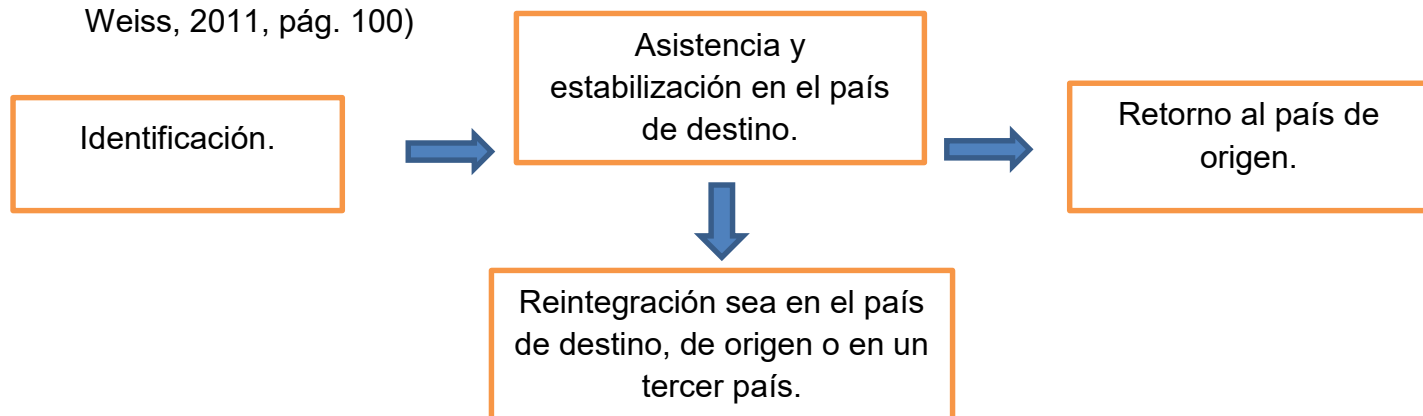 Weiss, 2011, pág. 100)
Identificación.
Asistencia y
estabilización en el país
de destino.
Retorno al país de
origen.
Reintegración sea en el país
de destino, de origen o en un
tercer país.